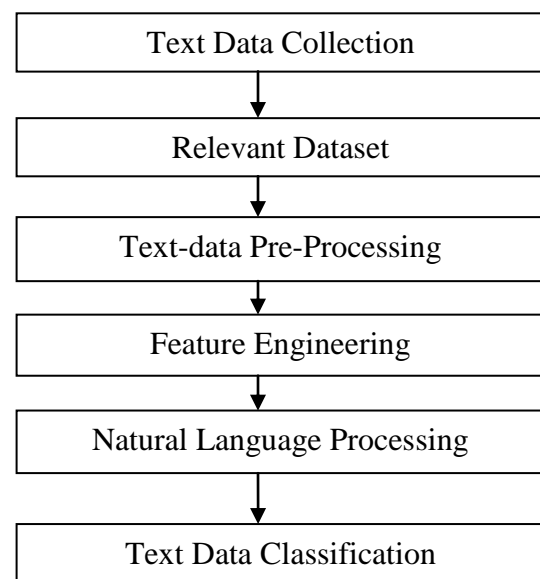 Text Data Collection
Relevant Dataset
Text-data Pre-Processing
Feature Engineering
Natural Language Processing
Text Data Classification